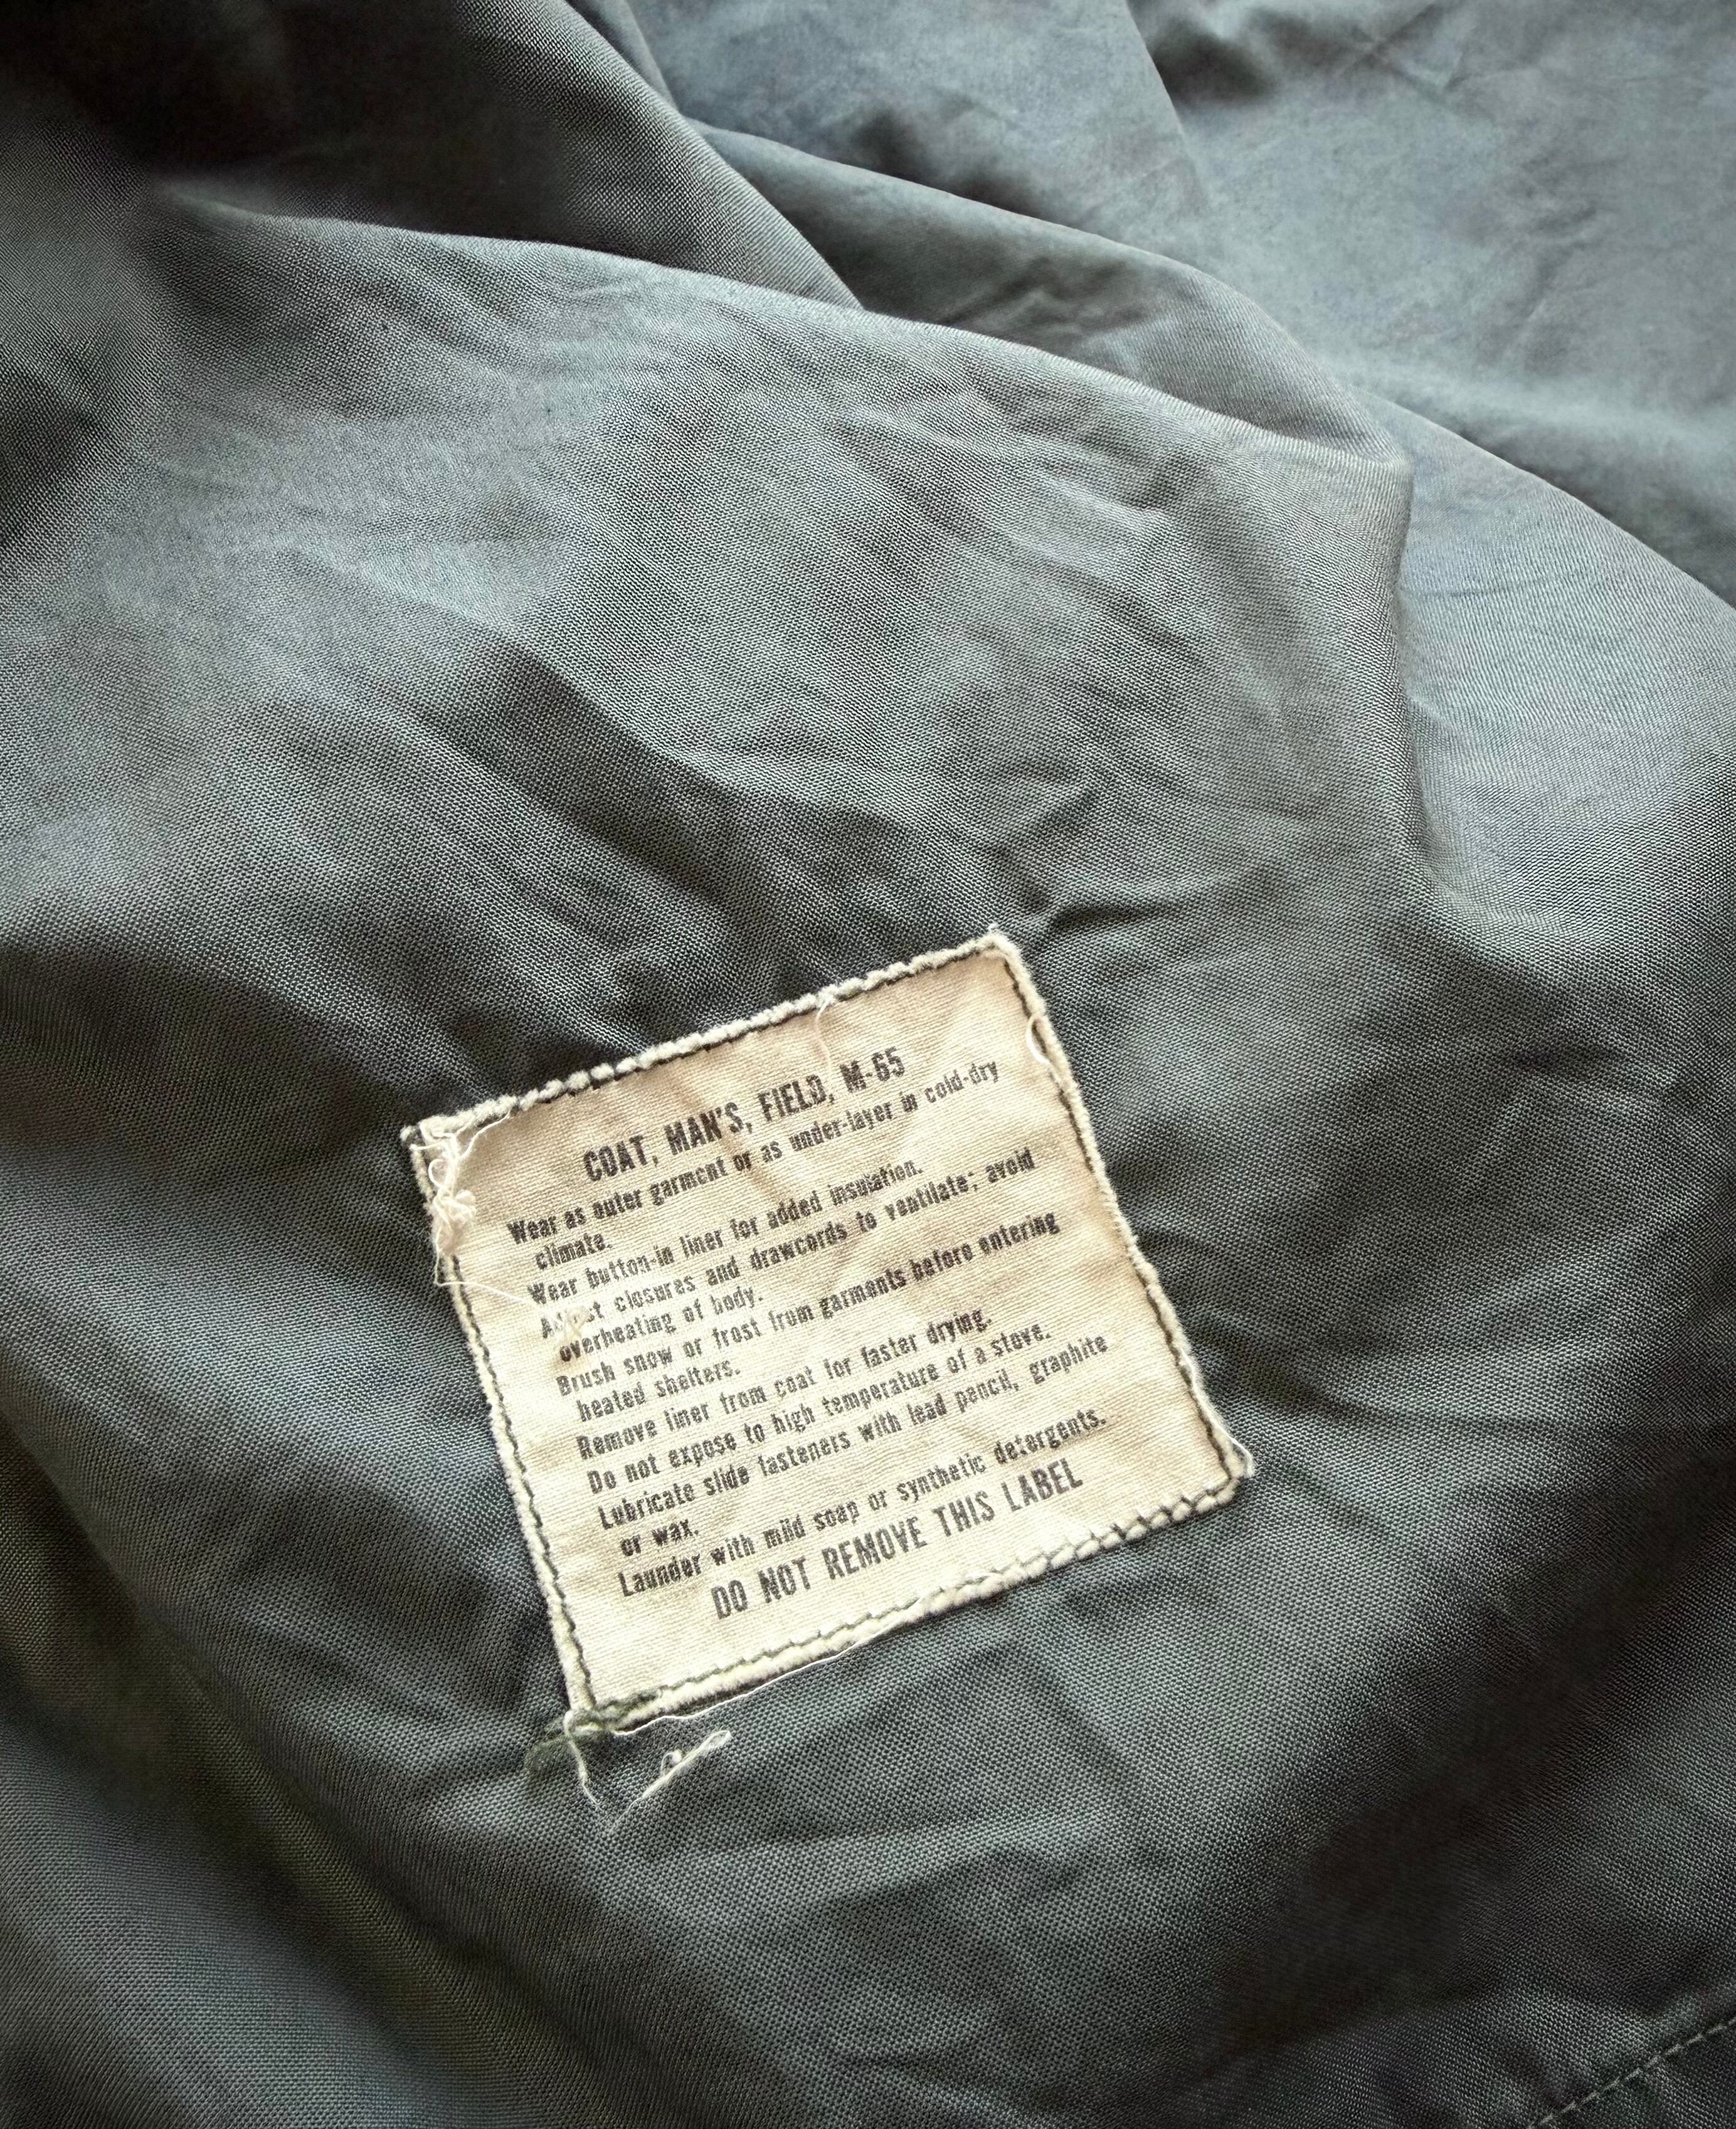 COAT, MAN'S, FIELD, M-65
Wear as outer garment or as under-layer in cold-dry
climate.
Wear button-in liner for added insulation.
Adjust closures and drawcords to ventilate; avoid
overheating of body.
Brush snow or frost from garments before entering
heated shelters.
Remove liner from coat for faster drying.
Do not expose to high temperature of a stove.
Lubricate slide fasteners with lead pencil, graphite
or wax.
Launder with mild soap or synthetic detergents.
DO NOT REMOVE THIS LABEL